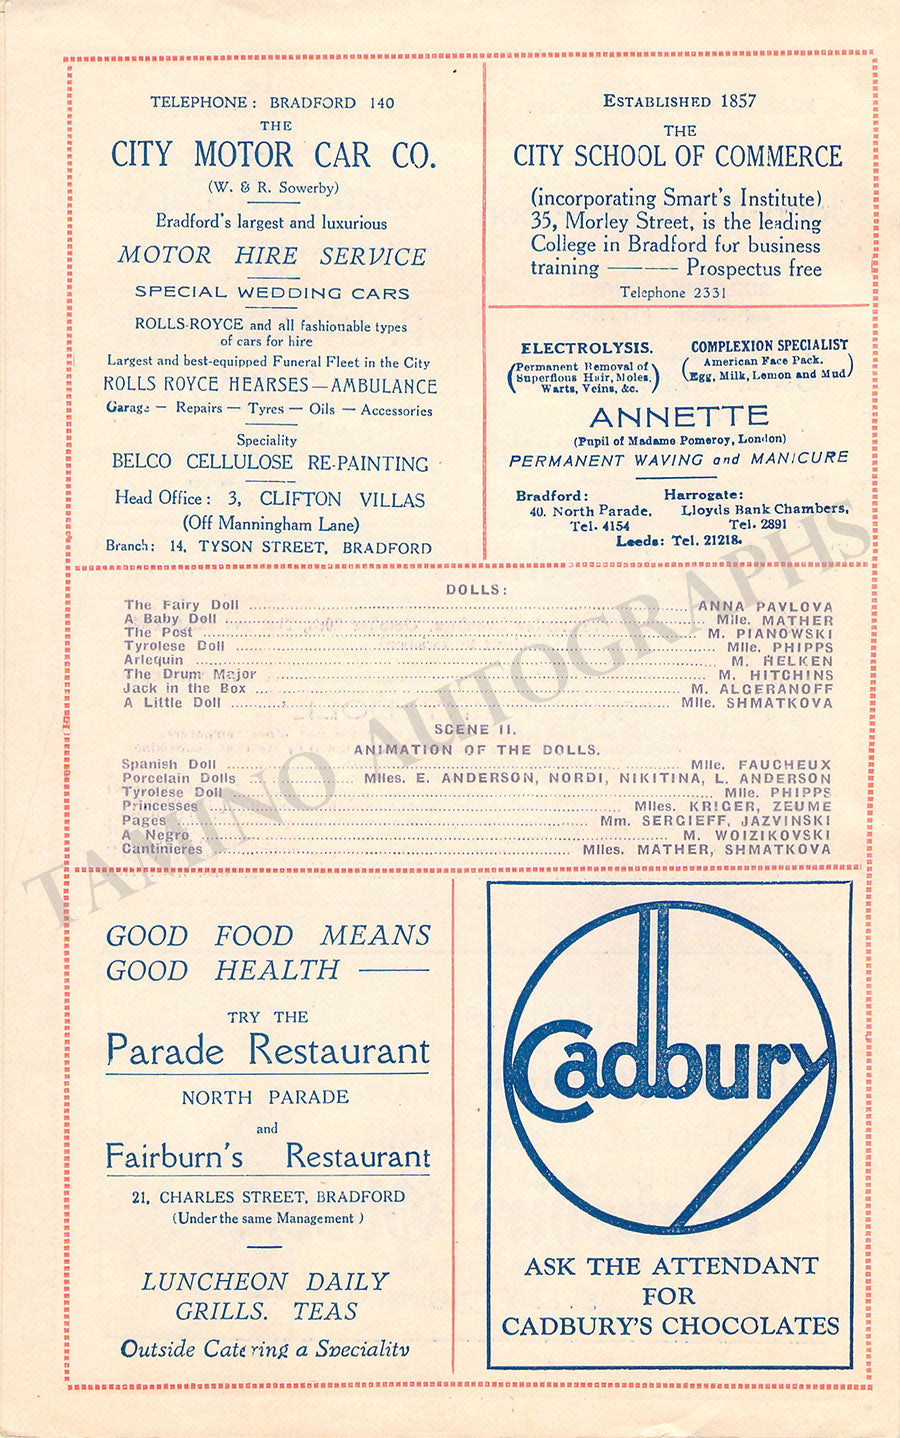 TELEPHONE: BRADFORD 140
THE
CITY MOTOR CAR CO.
(W. & R. Sowerby)
Bradford's largest and luxurious
MOTOR HIRE SERVICE
SPECIAL WEDDING CARS
ROLLS-ROYCE and all fashionable types
of cars for hire
Largest and best-equipped Funeral Fleet in the City
ROLLS ROYCE HEARSES — AMBULANCE
Garage — Repairs — Tyres — Oils — Accessories
Speciality
BELCO CELLULOSE RE-PAINTING
Head Office: 3, CLIFTON VILLAS
(Off Manningham Lane)
Branch: 14, TYSON STREET, BRADFORD
ESTABLISHED 1857
THE
CITY SCHOOL OF COMMERCE
(incorporating Smart's Institute)
35, Morley Street, is the leading
College in Bradford for business
training ——— Prospectus free
Telephone 2331
ELECTROLYSIS.
(Permanent Removal of
Superflous Hair, Moles,
Warts, Veins, &c.)
COMPLEXION SPECIALIST
(American Face Pack.
Egg, Milk, Lemon and Mud)
ANNETTE
(Pupil of Madame Pomeroy, London)
PERMANENT WAVING and MANICURE
Bradford:
40. North Parade,
Tel. 4154
Harrogate:
Lloyds Bank Chambers,
Tel. 2891
Leeds: Tel. 21218.
DOLLS:
The Fairy Doll ........ ANNA PAVLOVA
A Baby Doll ........ Mlle. MATHER
The Post ........ M. PIANOWSKI
Tyrolese Doll ........ Mlle. PHIPPS
Arlequin ........ M. HELKEN
The Drum Major ........ M. HITCHINS
Jack in the Box ........ M. ALGERANOFF
A Little Doll ........ Mlle. SHMATKOVA
SCENE II.
ANIMATION OF THE DOLLS.
Spanish Doll ........ Mlle. FAUCHEUX
Porcelain Dolls ........ Mlles. E. ANDERSON, NORDI, NIKITINA, L. ANDERSON
Tyrolese Doll ........ Mlle. PHIPPS
Princesses ........ Mlles. KRIGER, ZEUME
Pages ........ Mm. SERGIEFF, JAZVINSKI
A Negro ........ M. WOIZIKOVSKI
Cantinieres ........ Mlles. MATHER, SHMATKOVA
TAMINO AUTOGRAPHS
GOOD FOOD MEANS
GOOD HEALTH ——
TRY THE
Parade Restaurant
NORTH PARADE
and
Fairburn's Restaurant
21, CHARLES STREET, BRADFORD
(Under the same Management)
LUNCHEON DAILY
GRILLS. TEAS
Outside Catering a Speciality
Cadbury
ASK THE ATTENDANT
FOR
CADBURY'S CHOCOLATES